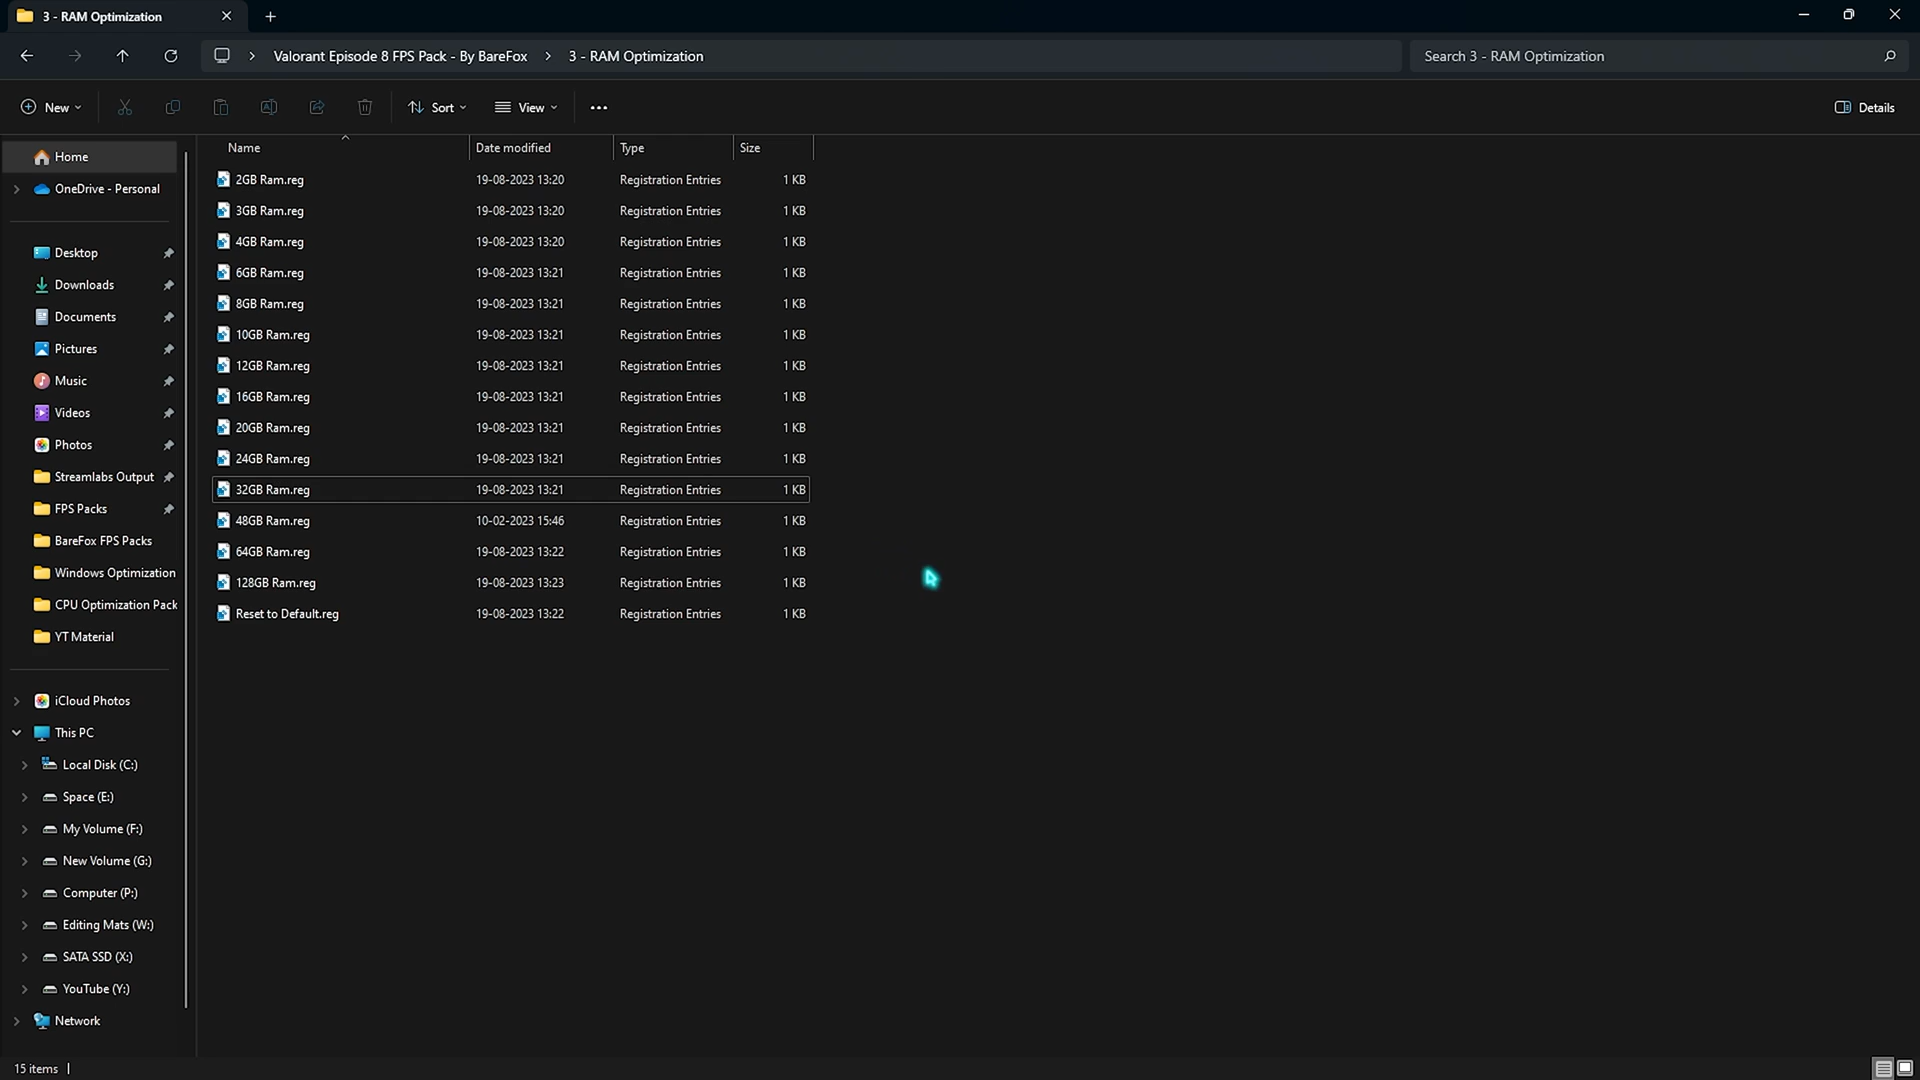 3 - RAM Optimization
Valorant Episode 8 FPS Pack - By BareFox > 3 - RAM Optimization
Search 3 - RAM Optimization
New
Sort
View
Details
Name Date modified Type Size
2GB Ram.reg 19-08-2023 13:20 Registration Entries 1 KB
3GB Ram.reg 19-08-2023 13:20 Registration Entries 1 KB
4GB Ram.reg 19-08-2023 13:20 Registration Entries 1 KB
6GB Ram.reg 19-08-2023 13:21 Registration Entries 1 KB
8GB Ram.reg 19-08-2023 13:21 Registration Entries 1 KB
10GB Ram.reg 19-08-2023 13:21 Registration Entries 1 KB
12GB Ram.reg 19-08-2023 13:21 Registration Entries 1 KB
16GB Ram.reg 19-08-2023 13:21 Registration Entries 1 KB
20GB Ram.reg 19-08-2023 13:21 Registration Entries 1 KB
24GB Ram.reg 19-08-2023 13:21 Registration Entries 1 KB
32GB Ram.reg 19-08-2023 13:21 Registration Entries 1 KB
48GB Ram.reg 10-02-2023 15:46 Registration Entries 1 KB
64GB Ram.reg 19-08-2023 13:22 Registration Entries 1 KB
128GB Ram.reg 19-08-2023 13:23 Registration Entries 1 KB
Reset to Default.reg 19-08-2023 13:22 Registration Entries 1 KB
Home
OneDrive - Personal
Desktop
Downloads
Documents
Pictures
Music
Videos
Photos
Streamlabs Output
FPS Packs
BareFox FPS Packs
Windows Optimization
CPU Optimization Pack
YT Material
iCloud Photos
This PC
Local Disk (C:)
Space (E:)
My Volume (F:)
New Volume (G:)
Computer (P:)
Editing Mats (W:)
SATA SSD (X:)
YouTube (Y:)
Network
15 items